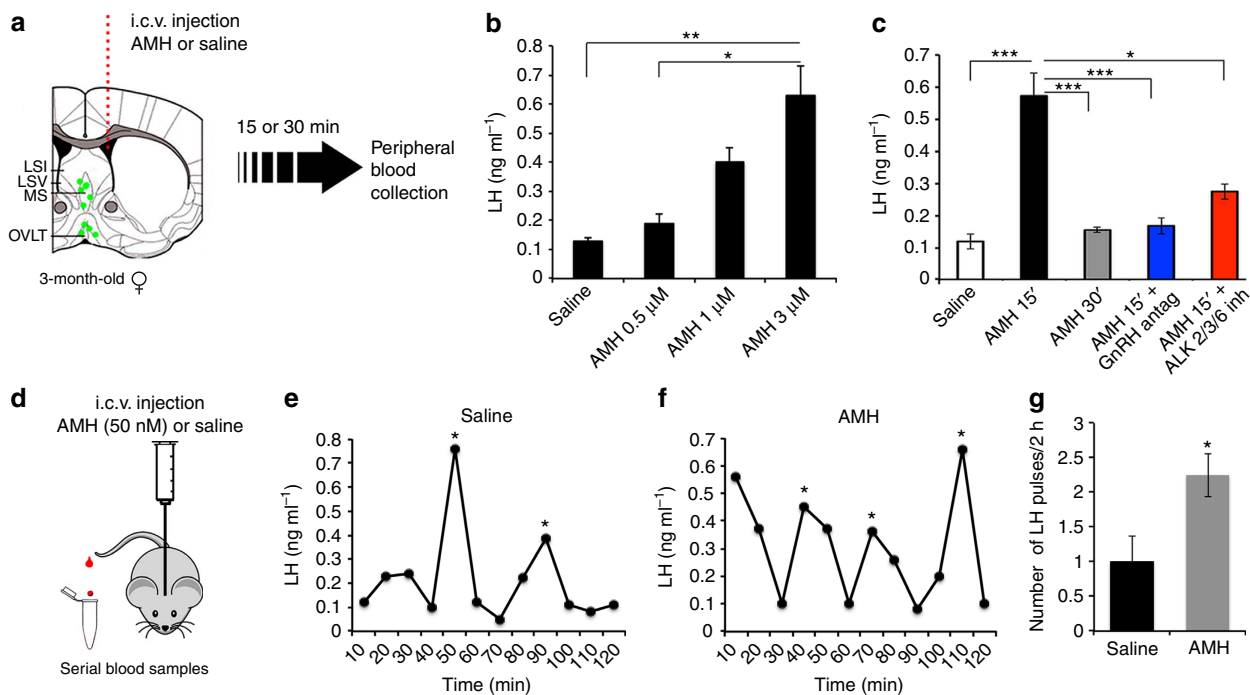 a
i.c.v. injection
AMH or saline
LSI
LSV
MS
OVLT
3-month-old ♀
15 or 30 min
Peripheral
blood
collection
b
LH (ng ml⁻¹)
0.8
0.7
0.6
0.5
0.4
0.3
0.2
0.1
0
**
*
Saline
AMH 0.5 μM
AMH 1 μM
AMH 3 μM
c
LH (ng ml⁻¹)
0.7
0.6
0.5
0.4
0.3
0.2
0.1
0
***
*
***
***
Saline
AMH 15′
AMH 30′
AMH 15′ +
GnRH antag
AMH 15′ +
ALK 2/3/6 inh
d
i.c.v. injection
AMH (50 nM) or saline
Serial blood samples
e
Saline
LH (ng ml⁻¹)
0.8
0.7
0.6
0.5
0.4
0.3
0.2
0.1
0
*
*
10
20
30
40
50
60
70
80
90
100
110
120
Time (min)
f
AMH
LH (ng ml⁻¹)
0.7
0.6
0.5
0.4
0.3
0.2
0.1
0
*
*
*
10
20
30
40
50
60
70
80
90
100
110
120
Time (min)
g
Number of LH pulses/2 h
3
2.5
2
1.5
1
0.5
0
*
Saline
AMH